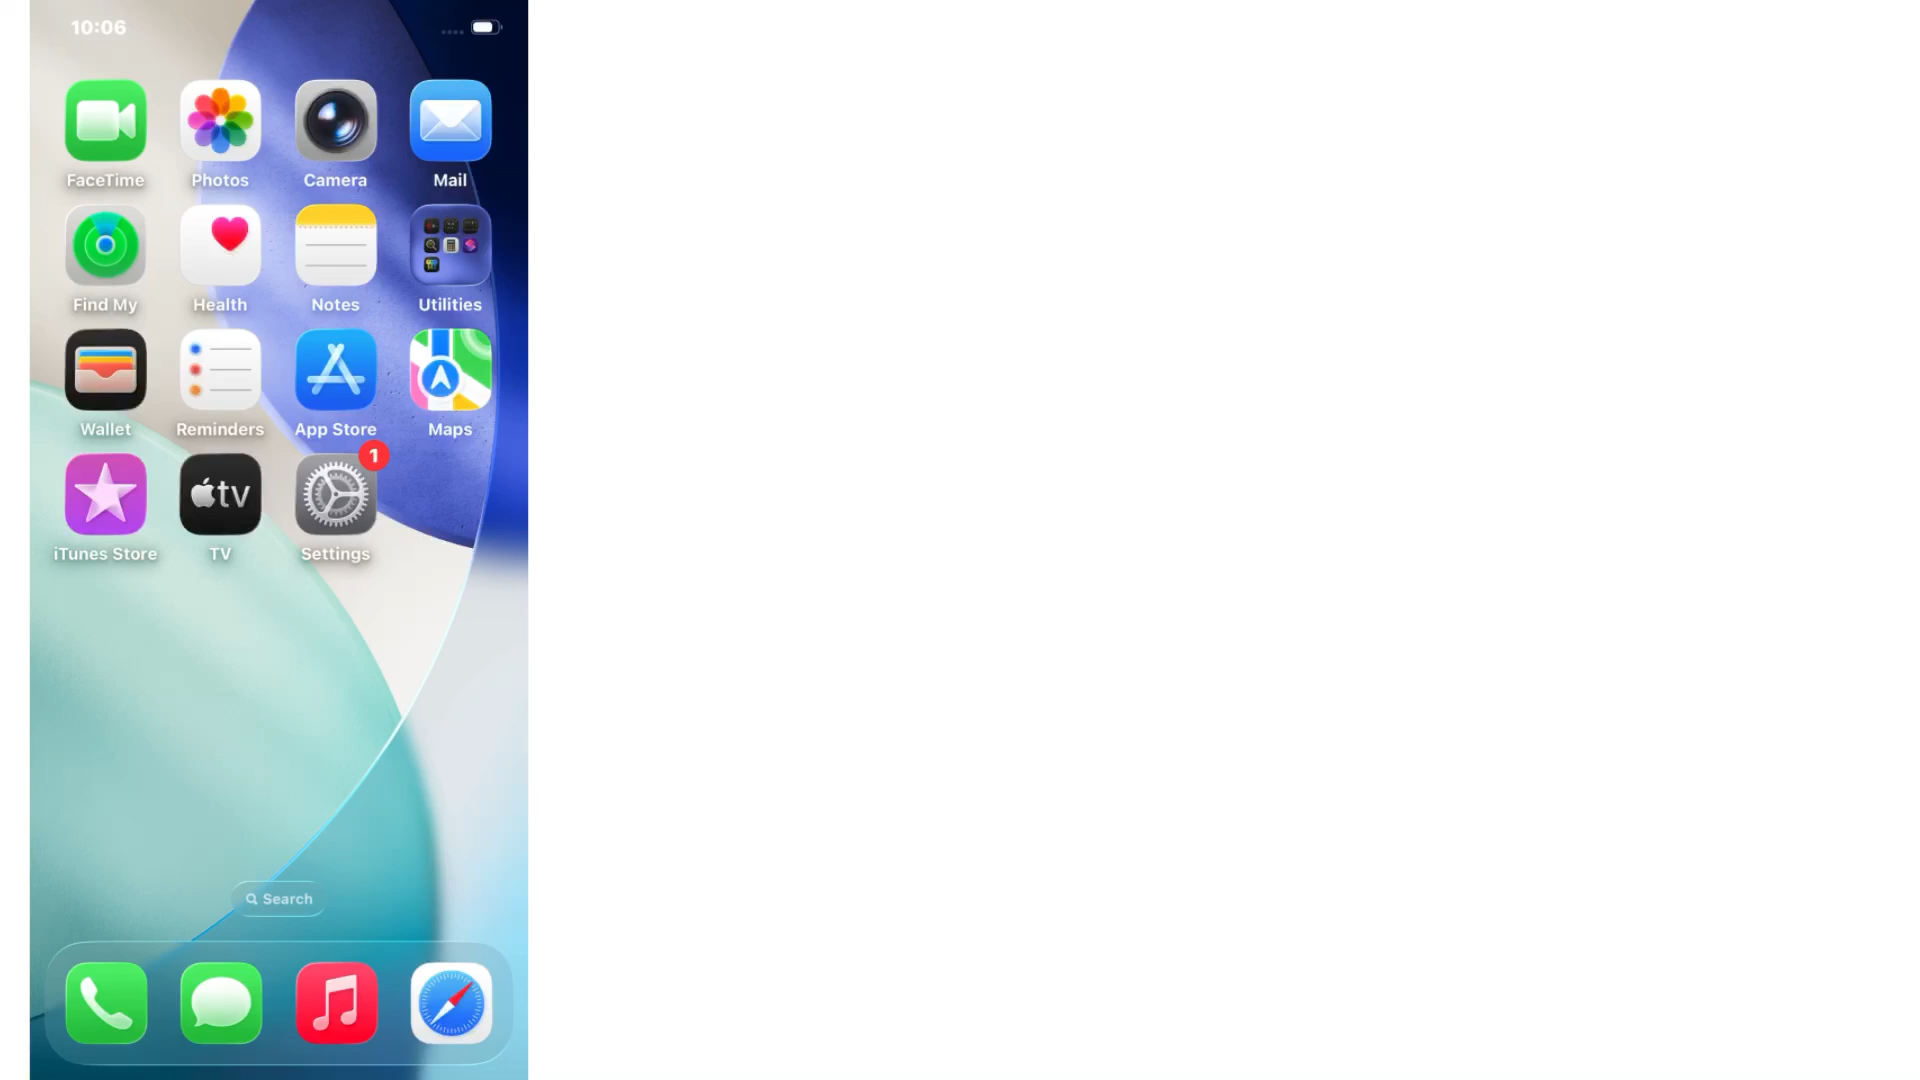 10:06
FaceTime Photos Camera Mail
Find My Health Notes Utilities
Wallet Reminders App Store Maps
1
tv
iTunes Store TV Settings
Search